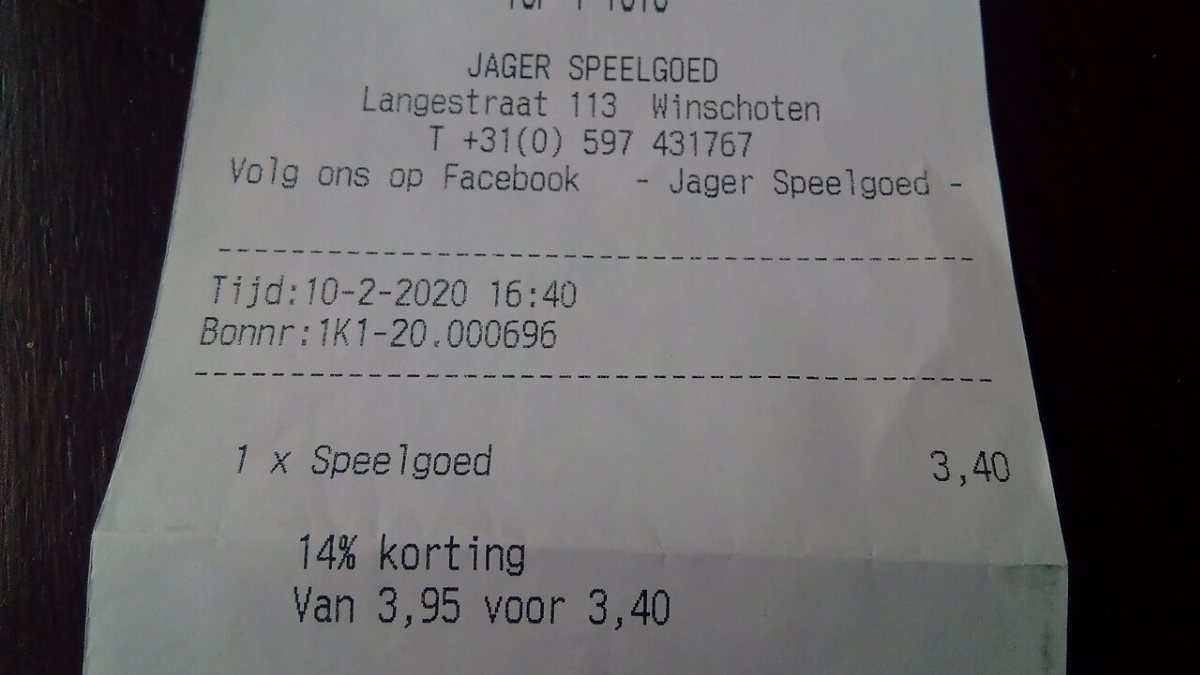 JAGER SPEELGOED
Langestraat 113 Winschoten
T +31(0) 597 431767
Volg ons op Facebook - Jager Speelgoed -
----------------------------------------
Tijd:10-2-2020 16:40
Bonnr:1K1-20.000696
----------------------------------------
1 x Speelgoed 3,40
14% korting
Van 3,95 voor 3,40